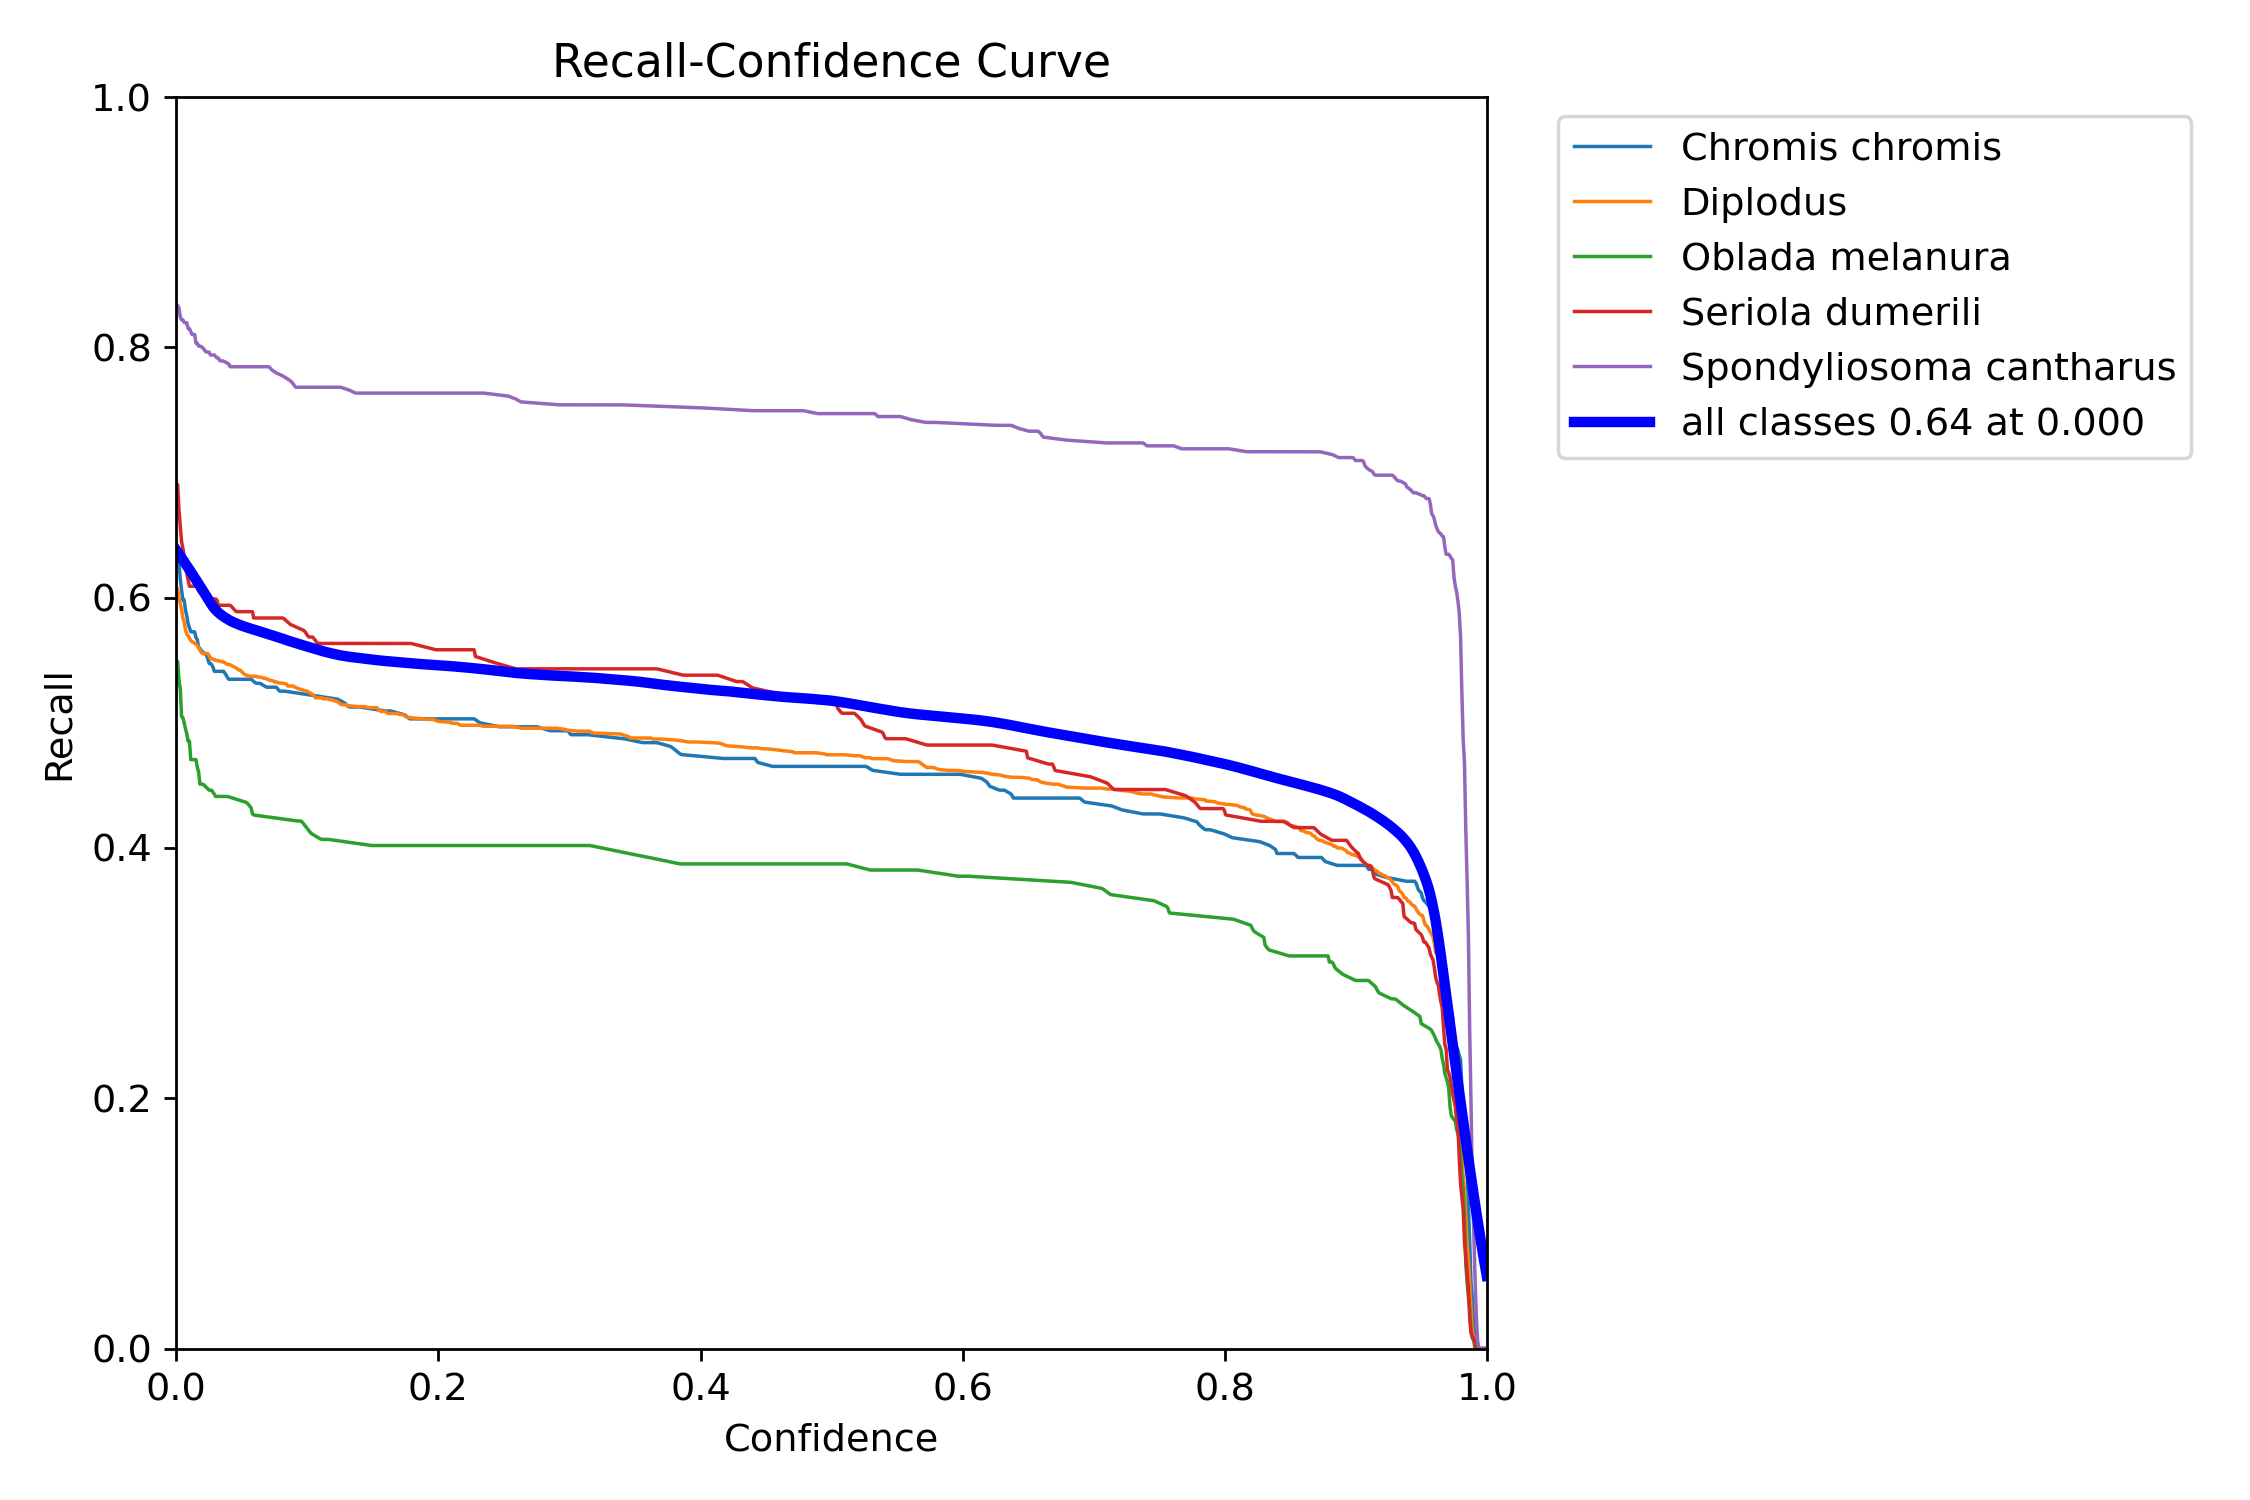 Recall-Confidence Curve
Recall
1.0
0.8
0.6
0.4
0.2
0.0
0.0 0.2 0.4 0.6 0.8 1.0
Confidence
Chromis chromis
Diplodus
Oblada melanura
Seriola dumerili
Spondyliosoma cantharus
all classes 0.64 at 0.000